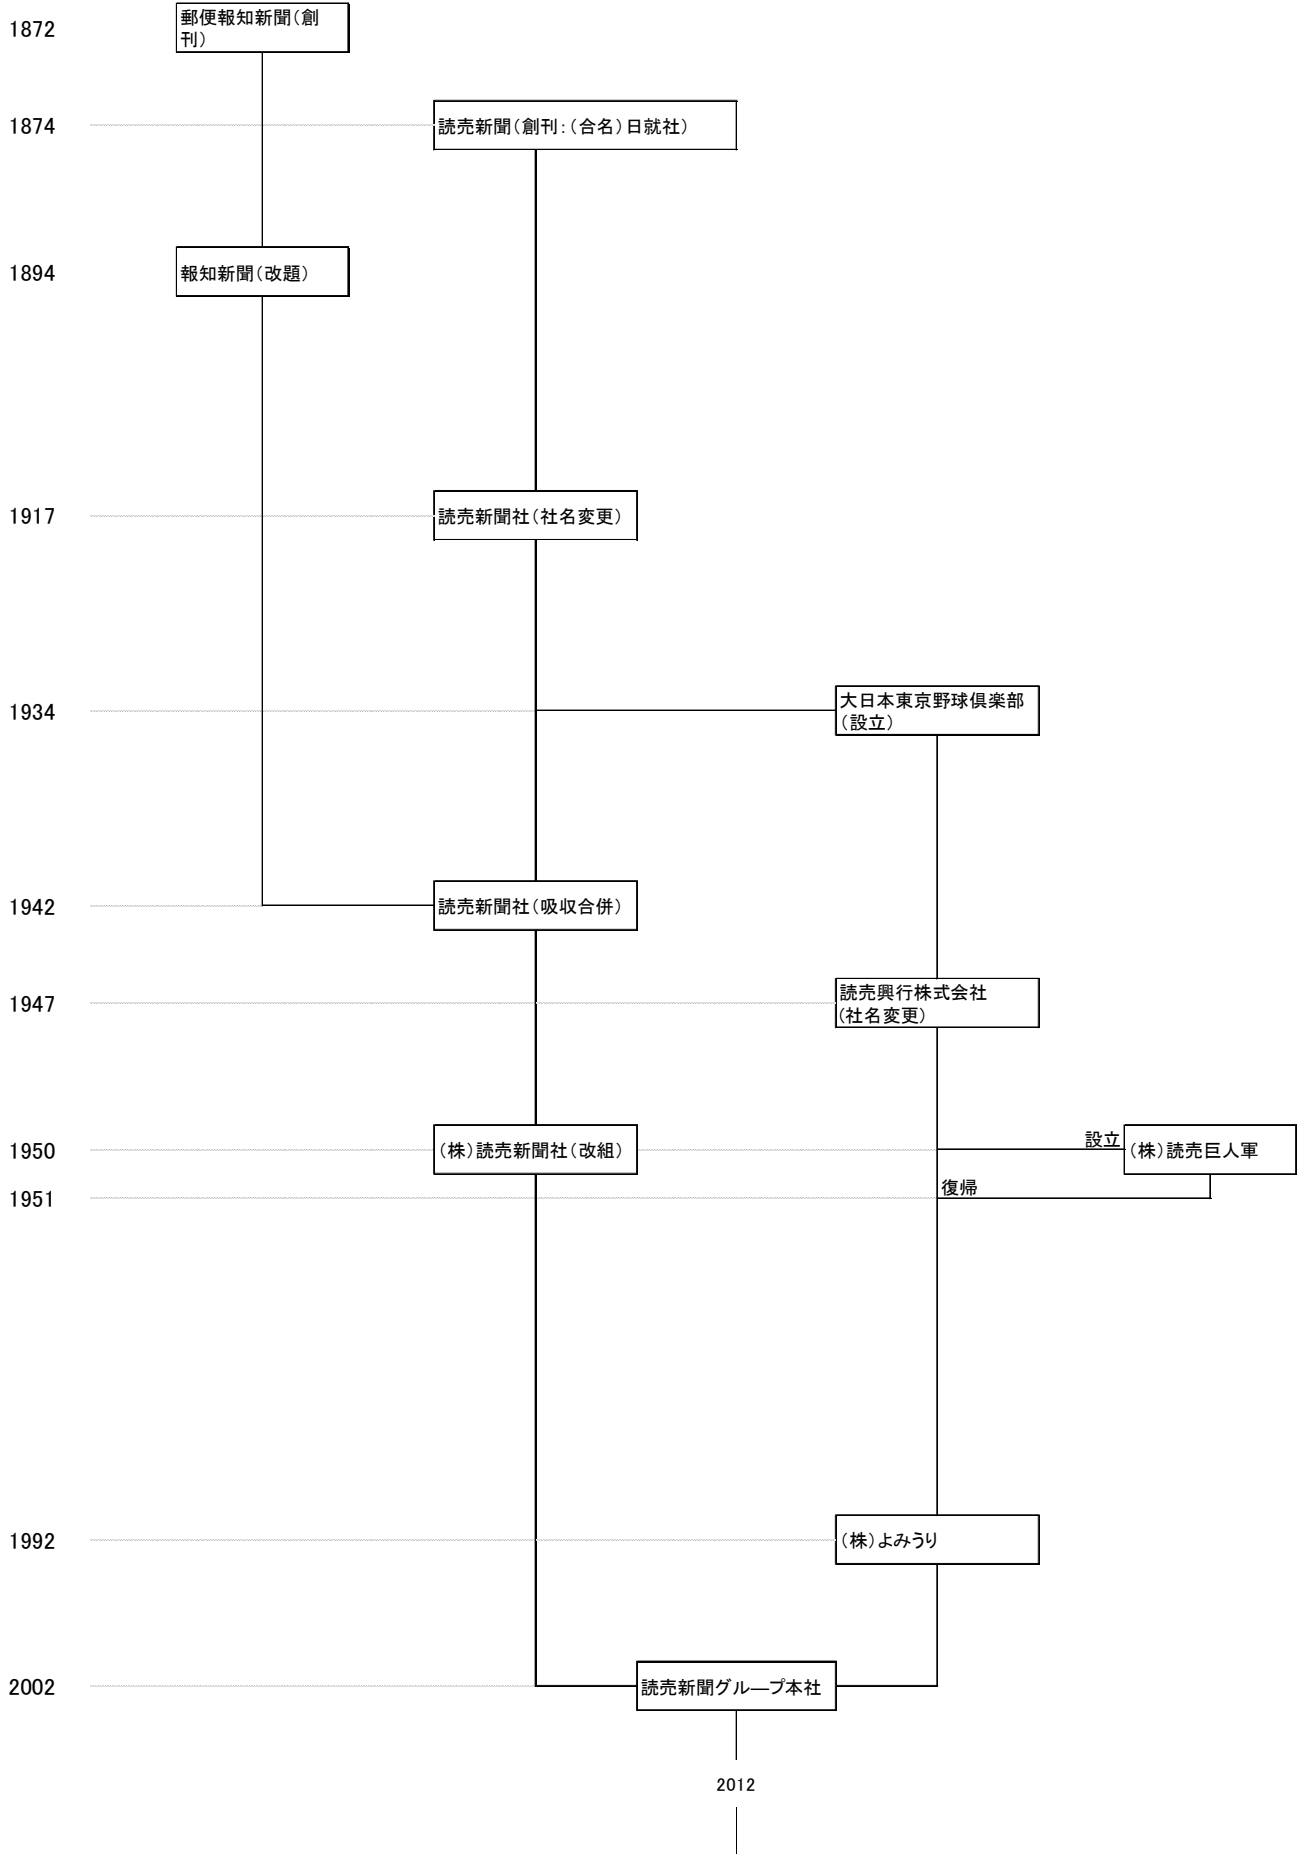 1872
郵便報知新聞(創
刊)
1874
読売新聞(創刊:(合名)日就社)
1894
報知新聞(改題)
1917
読売新聞社(社名変更)
1934
大日本東京野球倶楽部
(設立)
1942
読売新聞社(吸収合併)
1947
読売興行株式会社
(社名変更)
1950
(株)読売新聞社(改組)
設立
(株)読売巨人軍
1951
復帰
1992
(株)よみうり
2002
読売新聞グループ本社
2012